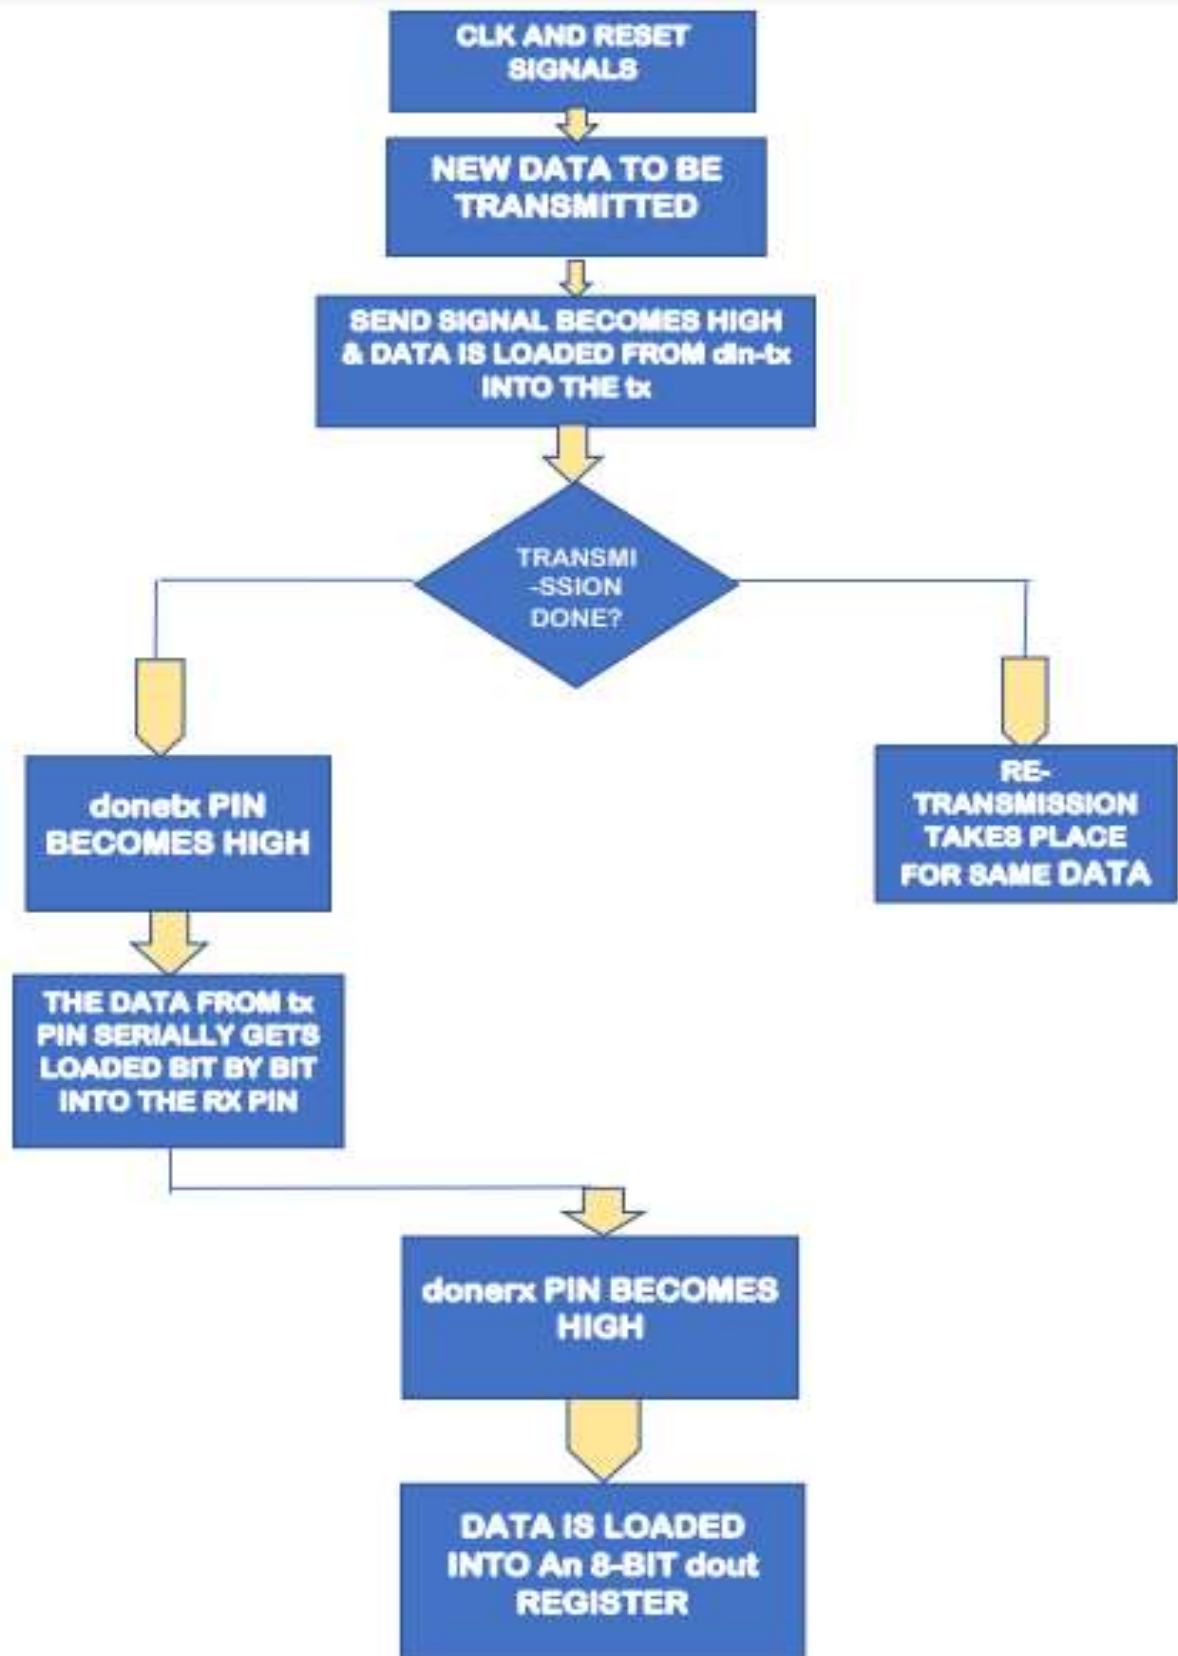 CLK AND RESET
SIGNALS
NEW DATA TO BE
TRANSMITTED
SEND SIGNAL BECOMES HIGH
& DATA IS LOADED FROM din-tx
INTO THE tx
TRANSMI
-SSION
DONE?
donetx PIN
BECOMES HIGH
RE-
TRANSMISSION
TAKES PLACE
FOR SAME DATA
THE DATA FROM tx
PIN SERIALLY GETS
LOADED BIT BY BIT
INTO THE RX PIN
donerx PIN BECOMES
HIGH
DATA IS LOADED
INTO An 8-BIT dout
REGISTER